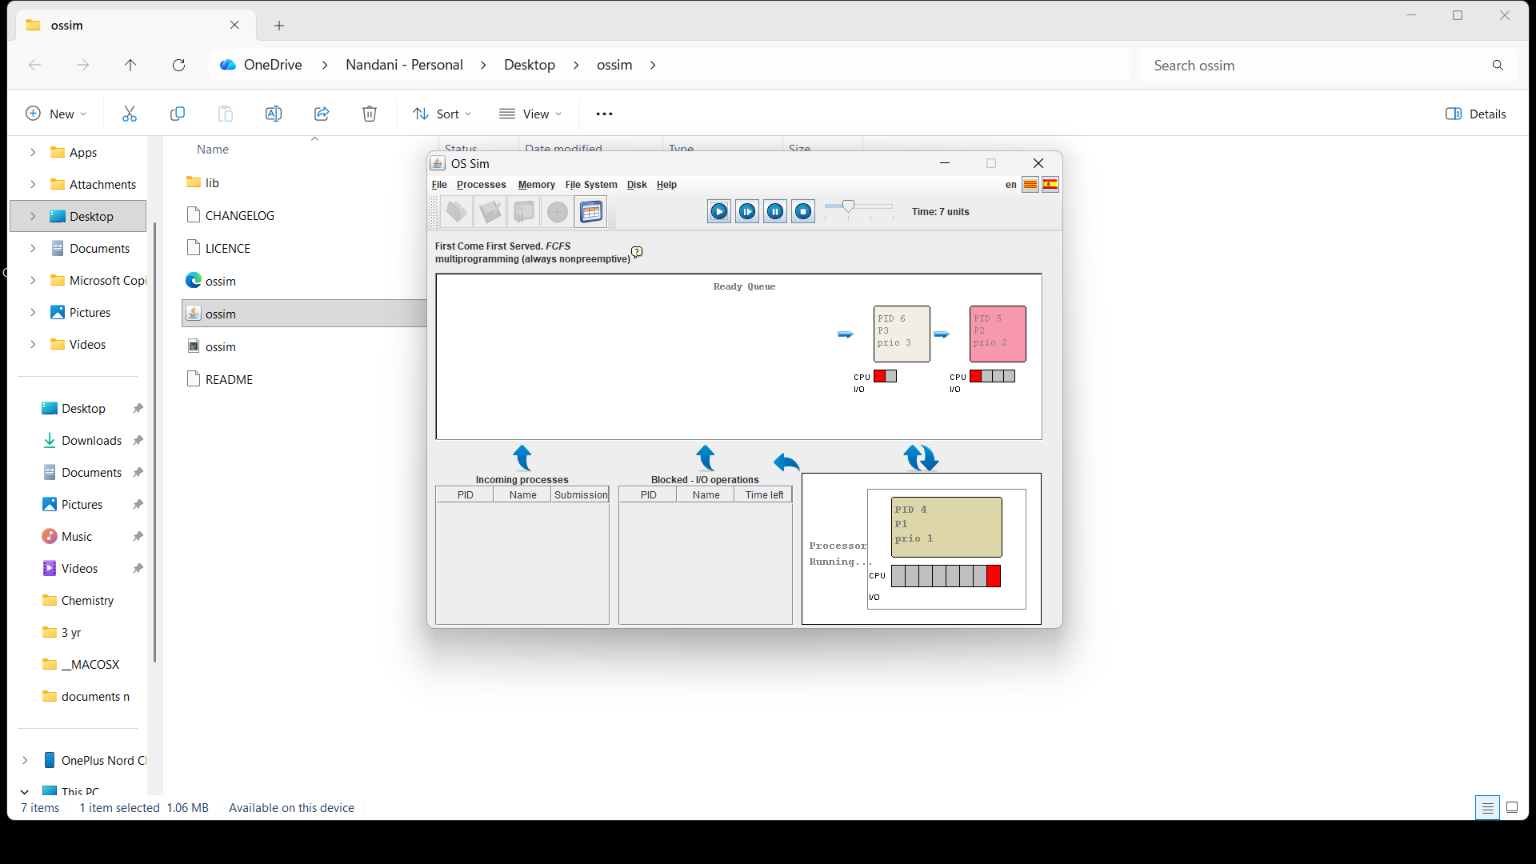 ossim
OneDrive > Nandani - Personal > Desktop > ossim >
Search ossim
New
Sort
View
Details
Apps
Attachments
Desktop
Documents
Microsoft Copi
Pictures
Videos
Desktop
Downloads
Documents
Pictures
Music
Videos
Chemistry
3 yr
__MACOSX
documents n
OnePlus Nord C
This PC
Name
Status
Date modified
Type
Size
lib
CHANGELOG
LICENCE
ossim
ossim
ossim
README
OS Sim
File Processes Memory File System Disk Help
en
Time: 7 units
First Come First Served. FCFS
multiprogramming (always nonpreemptive)
?
Ready Queue
PID 6
P3
prio 3
CPU
I/O
PID 5
P2
prio 2
CPU
I/O
Incoming processes
PID Name Submission
Blocked - I/O operations
PID Name Time left
Processor
Running...
PID 4
P1
prio 1
CPU
I/O
7 items 1 item selected 1.06 MB Available on this device